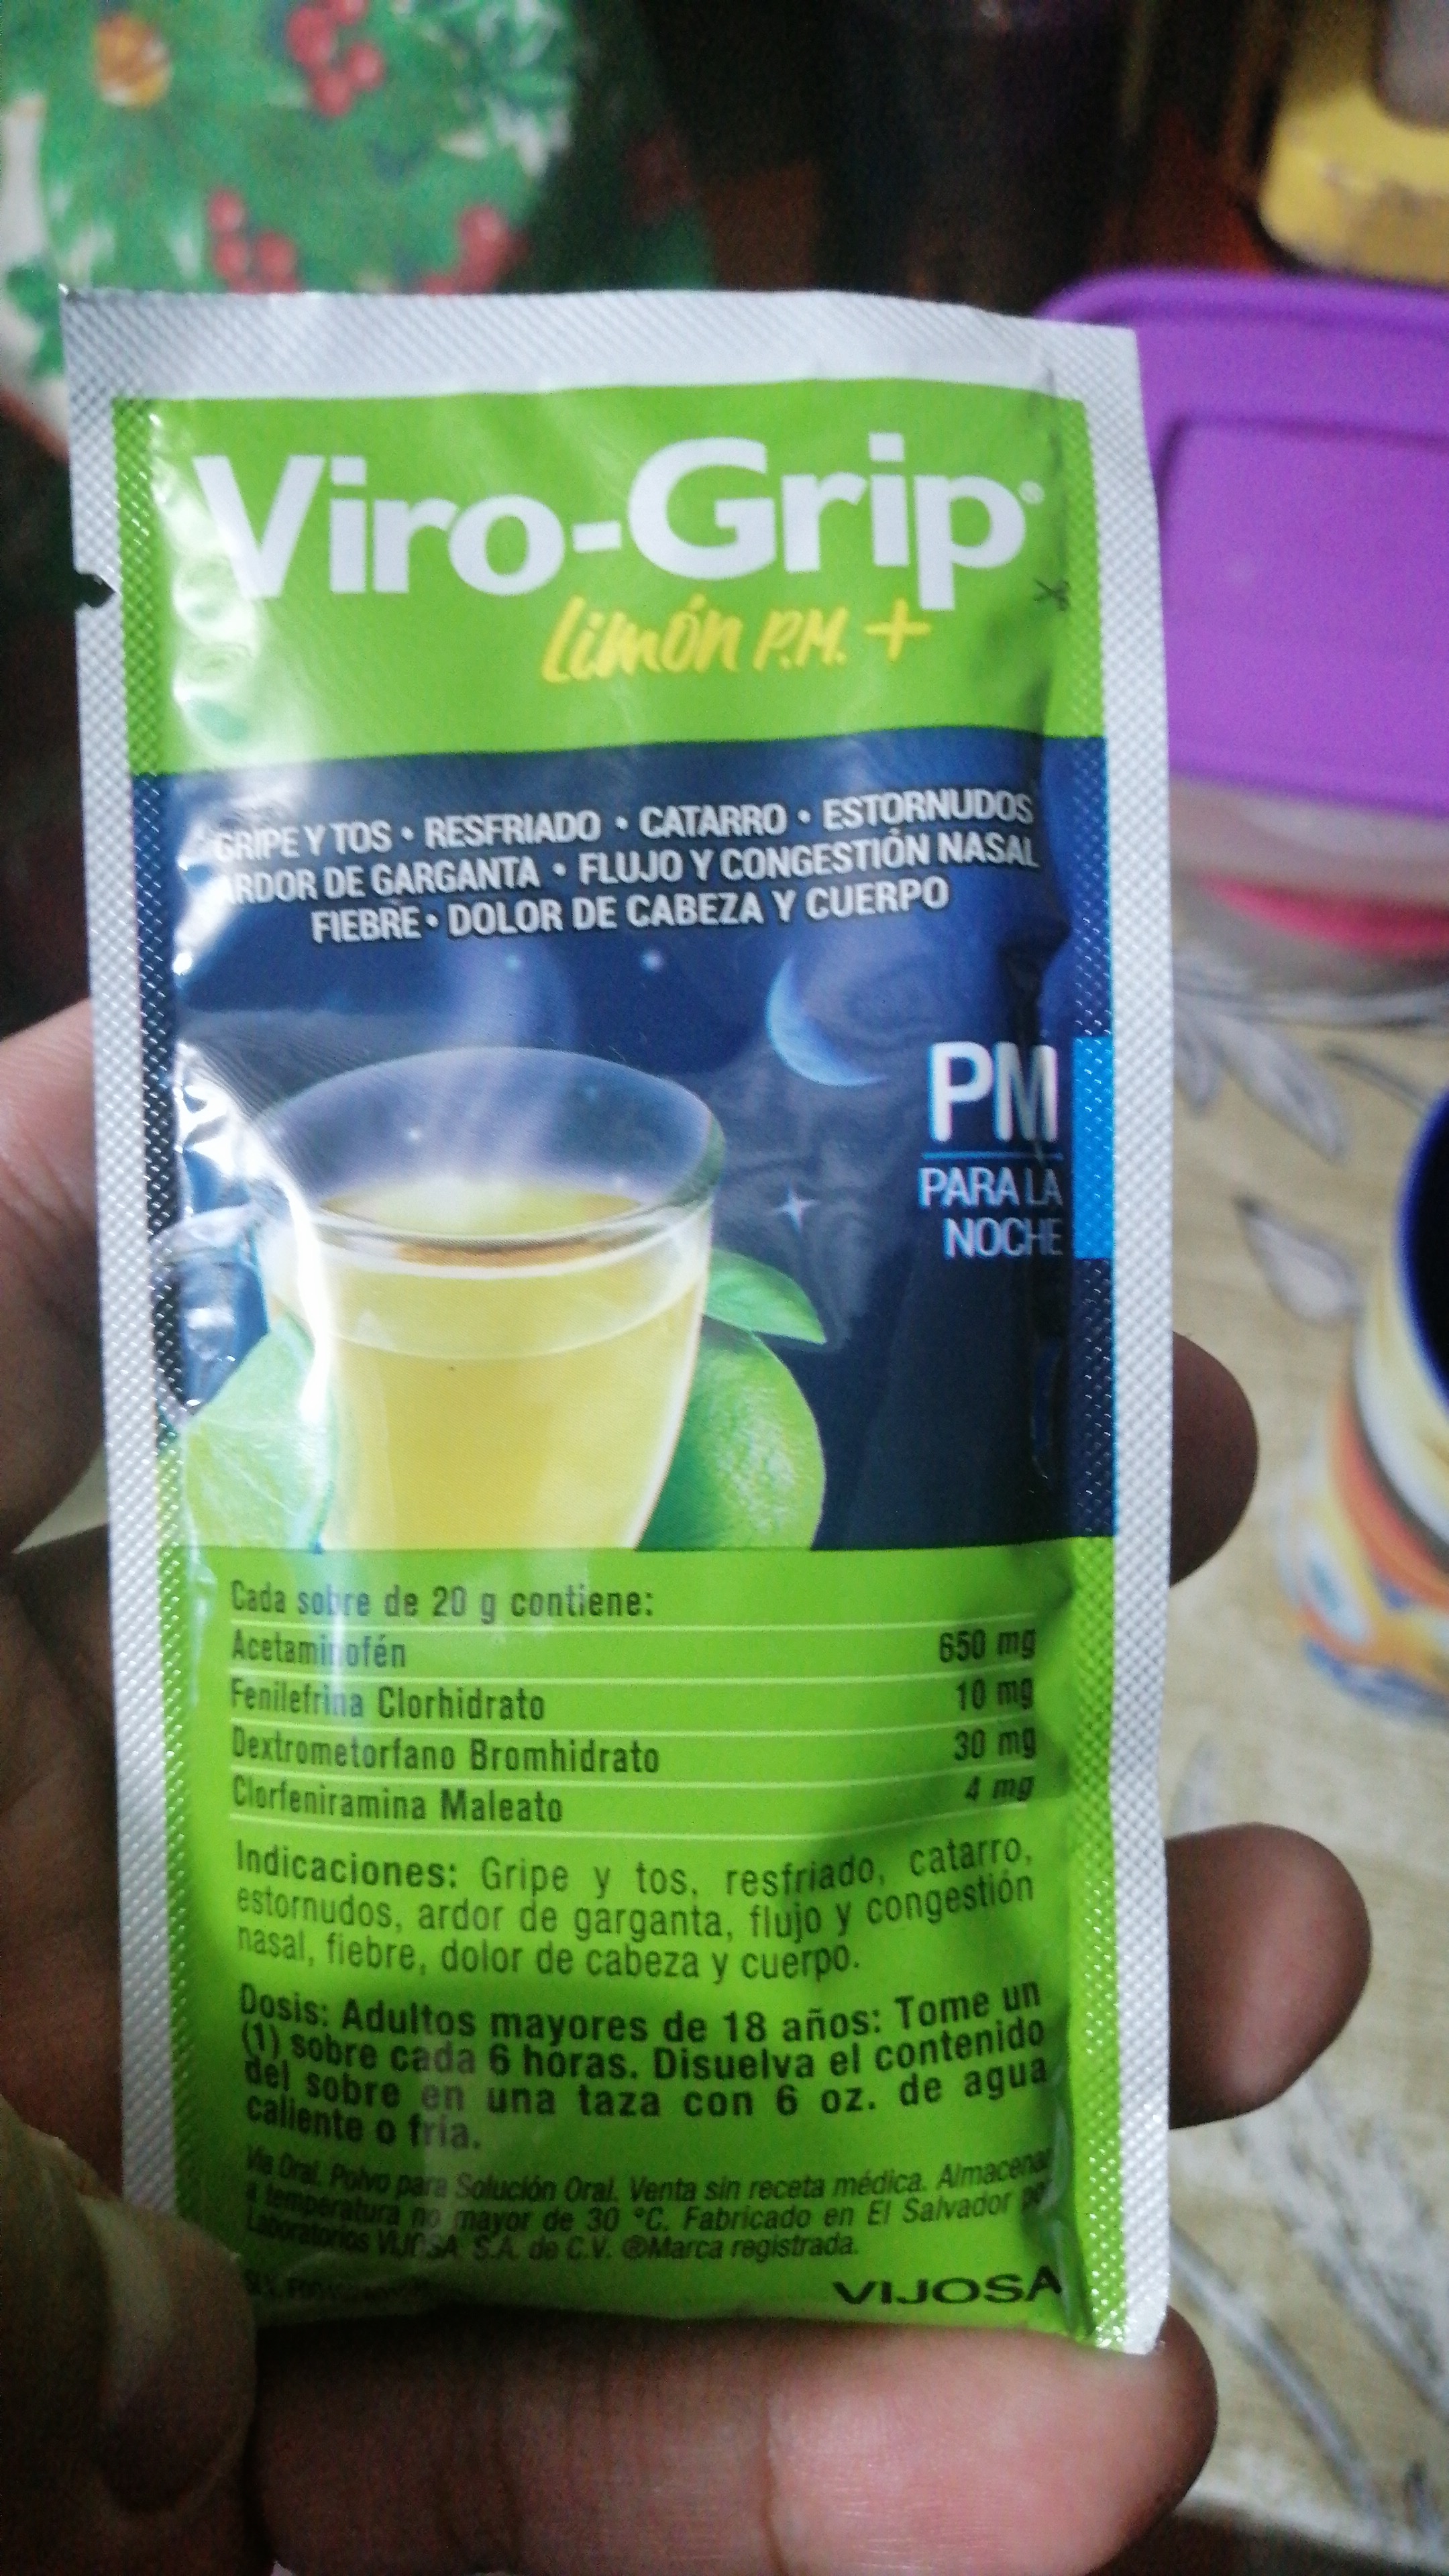 Viro-Grip®
Limón P.M. +
GRIPE Y TOS • RESFRIADO • CATARRO • ESTORNUDOS
ARDOR DE GARGANTA • FLUJO Y CONGESTIÓN NASAL
FIEBRE • DOLOR DE CABEZA Y CUERPO
PM
PARA LA
NOCHE
Cada sobre de 20 g contiene:
Acetaminofén 650 mg
Fenilefrina Clorhidrato 10 mg
Dextrometorfano Bromhidrato 30 mg
Clorfeniramina Maleato 4 mg
Indicaciones: Gripe y tos, resfriado, catarro,
estornudos, ardor de garganta, flujo y congestión
nasal, fiebre, dolor de cabeza y cuerpo.
Dosis: Adultos mayores de 18 años: Tome un
(1) sobre cada 6 horas. Disuelva el contenido
del sobre en una taza con 6 oz. de agua
caliente o fría.
Vía Oral. Polvo para Solución Oral. Venta sin receta médica. Almacenar
a temperatura no mayor de 30 °C. Fabricado en El Salvador por
Laboratorios VIJOSA, S.A. de C.V. ®Marca registrada.
VIJOSA